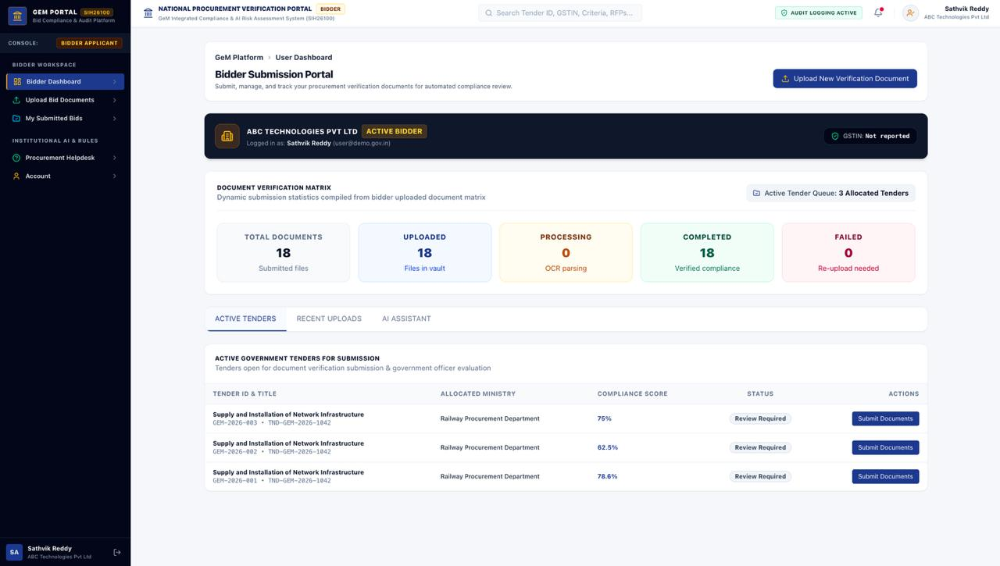 GEM PORTAL SIH26100
Bid Compliance & Audit Platform
CONSOLE: BIDDER APPLICANT
BIDDER WORKSPACE
Bidder Dashboard
Upload Bid Documents
My Submitted Bids
INSTITUTIONAL AI & RULES
Procurement Helpdesk
Account
SA
Sathvik Reddy
ABC Technologies Pvt Ltd
NATIONAL PROCUREMENT VERIFICATION PORTAL BIDDER
GeM Integrated Compliance & AI Risk Assessment System (SIH26100)
Search Tender ID, GSTIN, Criteria, RFPs...
AUDIT LOGGING ACTIVE
Sathvik Reddy
ABC Technologies Pvt Ltd
GeM Platform › User Dashboard
Bidder Submission Portal
Submit, manage, and track your procurement verification documents for automated compliance review.
Upload New Verification Document
ABC TECHNOLOGIES PVT LTD ACTIVE BIDDER
Logged in as: Sathvik Reddy (user@demo.gov.in)
GSTIN: Not reported
DOCUMENT VERIFICATION MATRIX
Dynamic submission statistics compiled from bidder uploaded document matrix
Active Tender Queue: 3 Allocated Tenders
TOTAL DOCUMENTS
18
Submitted files
UPLOADED
18
Files in vault
PROCESSING
0
OCR parsing
COMPLETED
18
Verified compliance
FAILED
0
Re-upload needed
ACTIVE TENDERS RECENT UPLOADS AI ASSISTANT
ACTIVE GOVERNMENT TENDERS FOR SUBMISSION
Tenders open for document verification submission & government officer evaluation
TENDER ID & TITLE ALLOCATED MINISTRY COMPLIANCE SCORE STATUS ACTIONS
Supply and Installation of Network Infrastructure
GEM-2026-003 • TND-GEM-2026-1042
Railway Procurement Department 75% Review Required Submit Documents
Supply and Installation of Network Infrastructure
GEM-2026-002 • TND-GEM-2026-1042
Railway Procurement Department 62.5% Review Required Submit Documents
Supply and Installation of Network Infrastructure
GEM-2026-001 • TND-GEM-2026-1042
Railway Procurement Department 78.6% Review Required Submit Documents